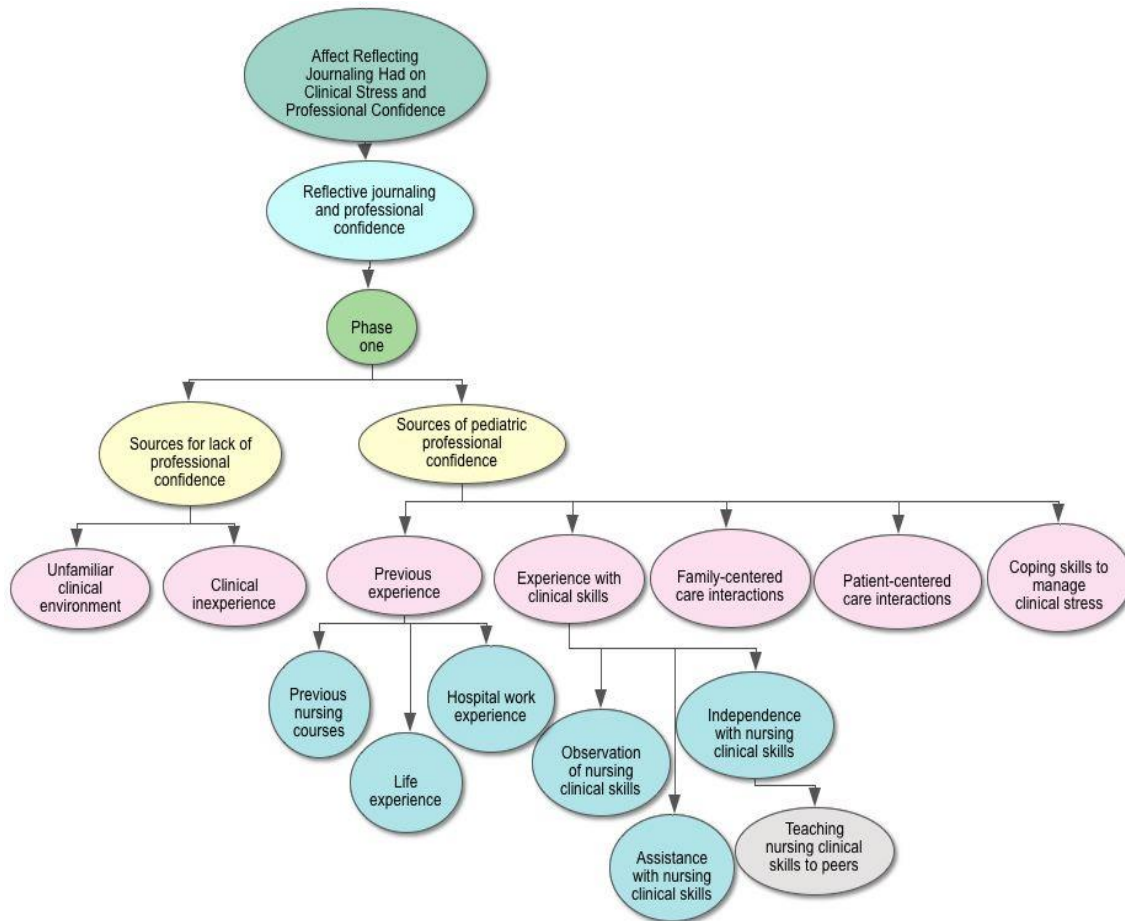 Affect Reflecting
Journaling Had on
Clinical Stress and
Professional Confidence
Reflective journaling
and professional
confidence
Phase
one
Sources for lack of
professional
confidence
Sources of pediatric
professional
confidence
Unfamiliar
clinical
environment
Clinical
inexperience
Previous
experience
Experience with
clinical skills
Family-centered
care interactions
Patient-centered
care interactions
Coping skills to
manage
clinical stress
Previous
nursing
courses
Life
experience
Hospital work
experience
Observation
of nursing
clinical skills
Assistance
with nursing
clinical skills
Independence
with nursing
clinical skills
Teaching
nursing clinical
skills to peers